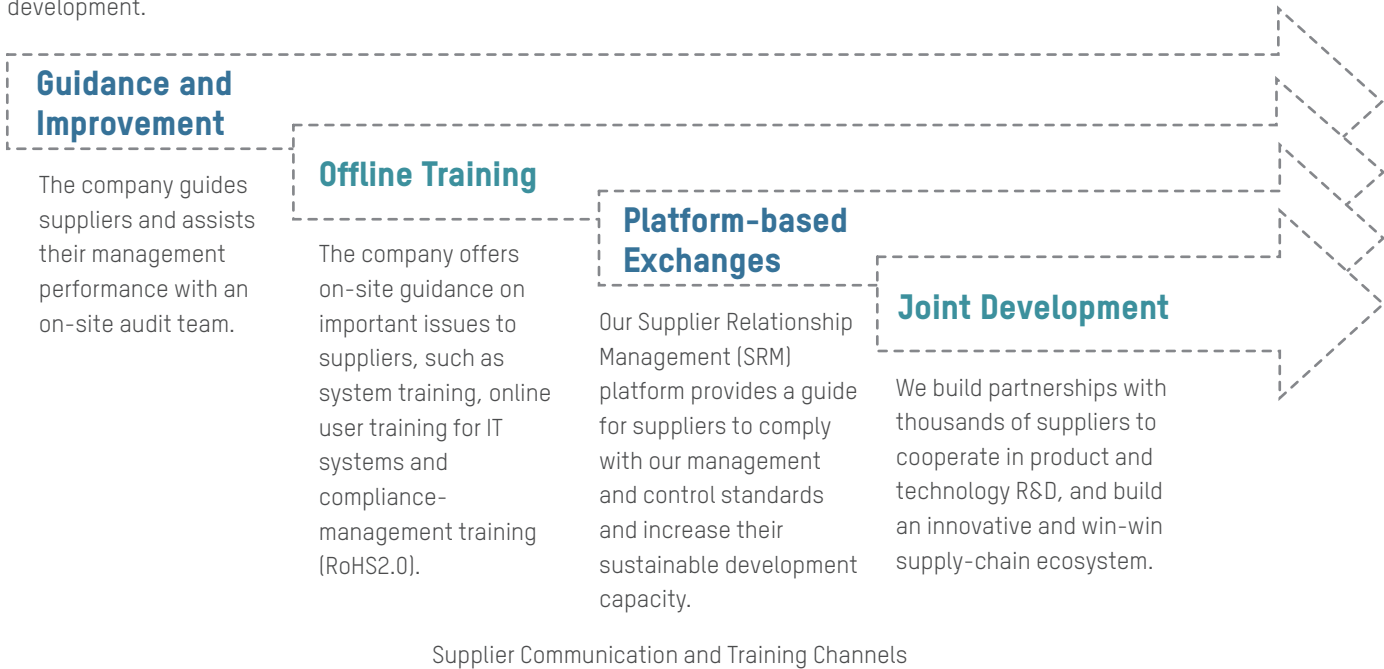 development.
Guidance and
Improvement
The company guides
suppliers and assists
their management
performance with an
on-site audit team.
Offline Training
The company offers
on-site guidance on
important issues to
suppliers, such as
system training, online
user training for IT
systems and
compliance-
management training
(RoHS2.0).
Platform-based
Exchanges
Our Supplier Relationship
Management (SRM)
platform provides a guide
for suppliers to comply
with our management
and control standards
and increase their
sustainable development
capacity.
Joint Development
We build partnerships with
thousands of suppliers to
cooperate in product and
technology R&D, and build
an innovative and win-win
supply-chain ecosystem.
Supplier Communication and Training Channels